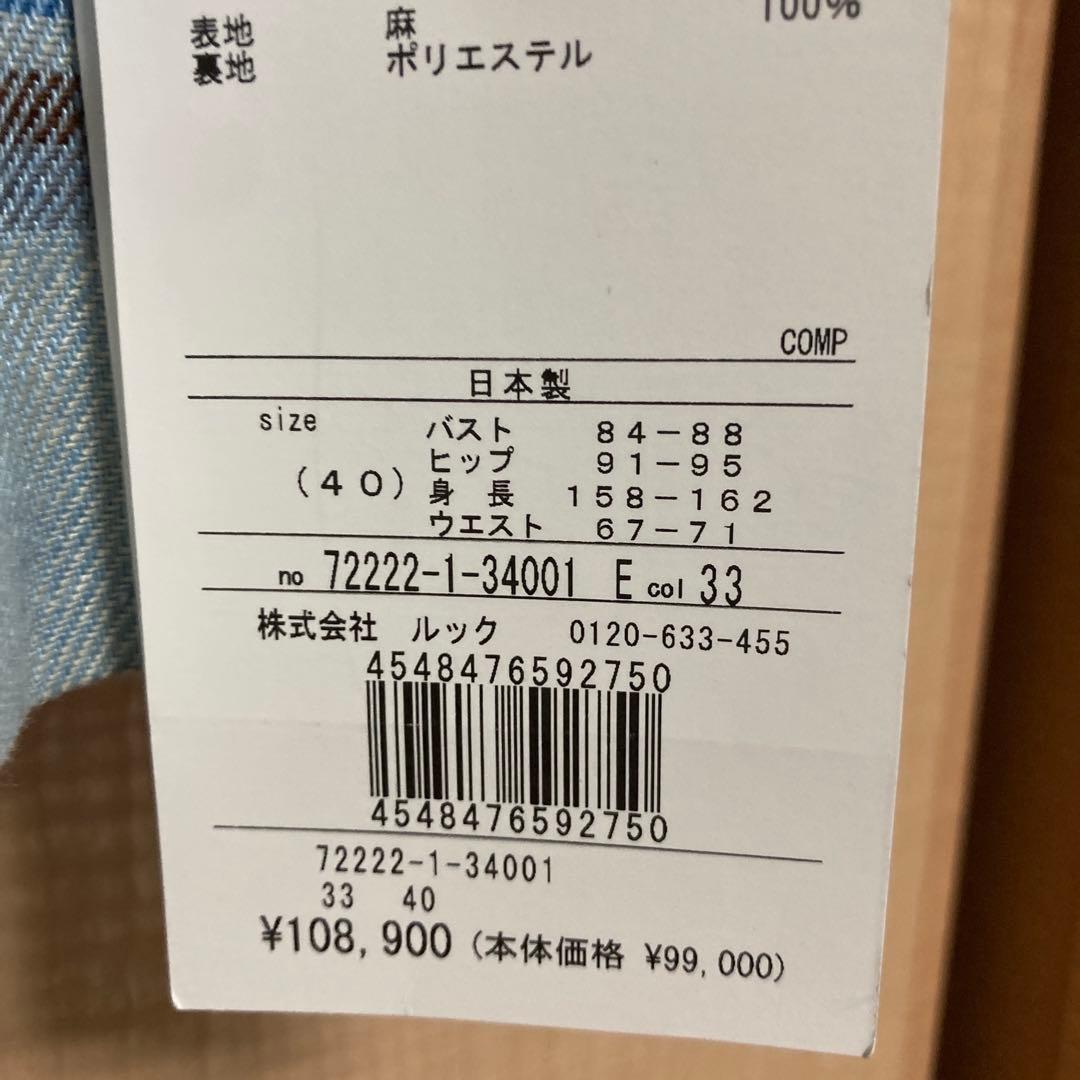 表地 麻 100%
裏地 ポリエステル
COMP
日本製
size バスト 84-88
ヒップ 91-95
(40) 身 長 158-162
ウエスト 67-71
no 72222-1-34001 E col 33
株式会社 ルック 0120-633-455
4548476592750
4548476592750
72222-1-34001
33 40
¥108,900 (本体価格 ¥99,000)